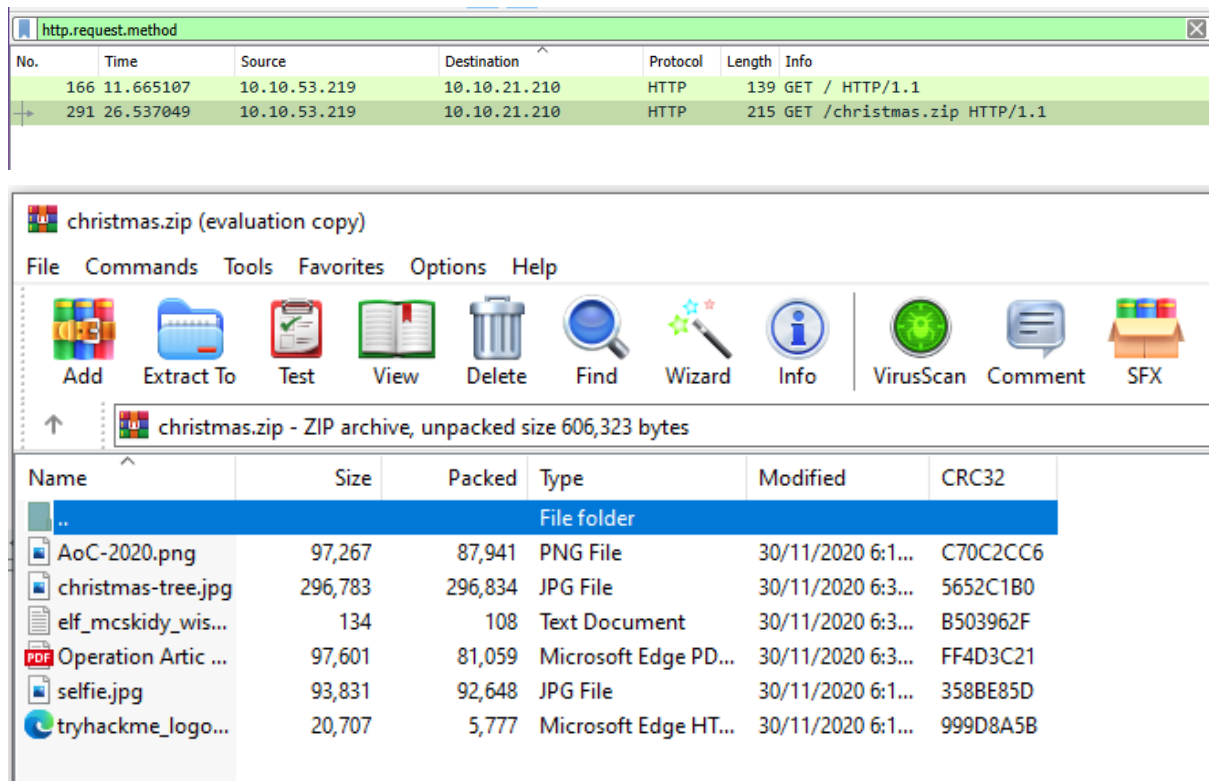 http.request.method
No. Time Source Destination Protocol Length Info
166 11.665107 10.10.53.219 10.10.21.210 HTTP 139 GET / HTTP/1.1
291 26.537049 10.10.53.219 10.10.21.210 HTTP 215 GET /christmas.zip HTTP/1.1
christmas.zip (evaluation copy)
File Commands Tools Favorites Options Help
Add Extract To Test View Delete Find Wizard Info VirusScan Comment SFX
christmas.zip - ZIP archive, unpacked size 606,323 bytes
Name Size Packed Type Modified CRC32
.. File folder
AoC-2020.png 97,267 87,941 PNG File 30/11/2020 6:1... C70C2CC6
christmas-tree.jpg 296,783 296,834 JPG File 30/11/2020 6:3... 5652C1B0
elf_mcskidy_wis... 134 108 Text Document 30/11/2020 6:3... B503962F
PDF Operation Artic ... 97,601 81,059 Microsoft Edge PD... 30/11/2020 6:3... FF4D3C21
selfie.jpg 93,831 92,648 JPG File 30/11/2020 6:1... 358BE85D
tryhackme_logo... 20,707 5,777 Microsoft Edge HT... 30/11/2020 6:1... 999D8A5B